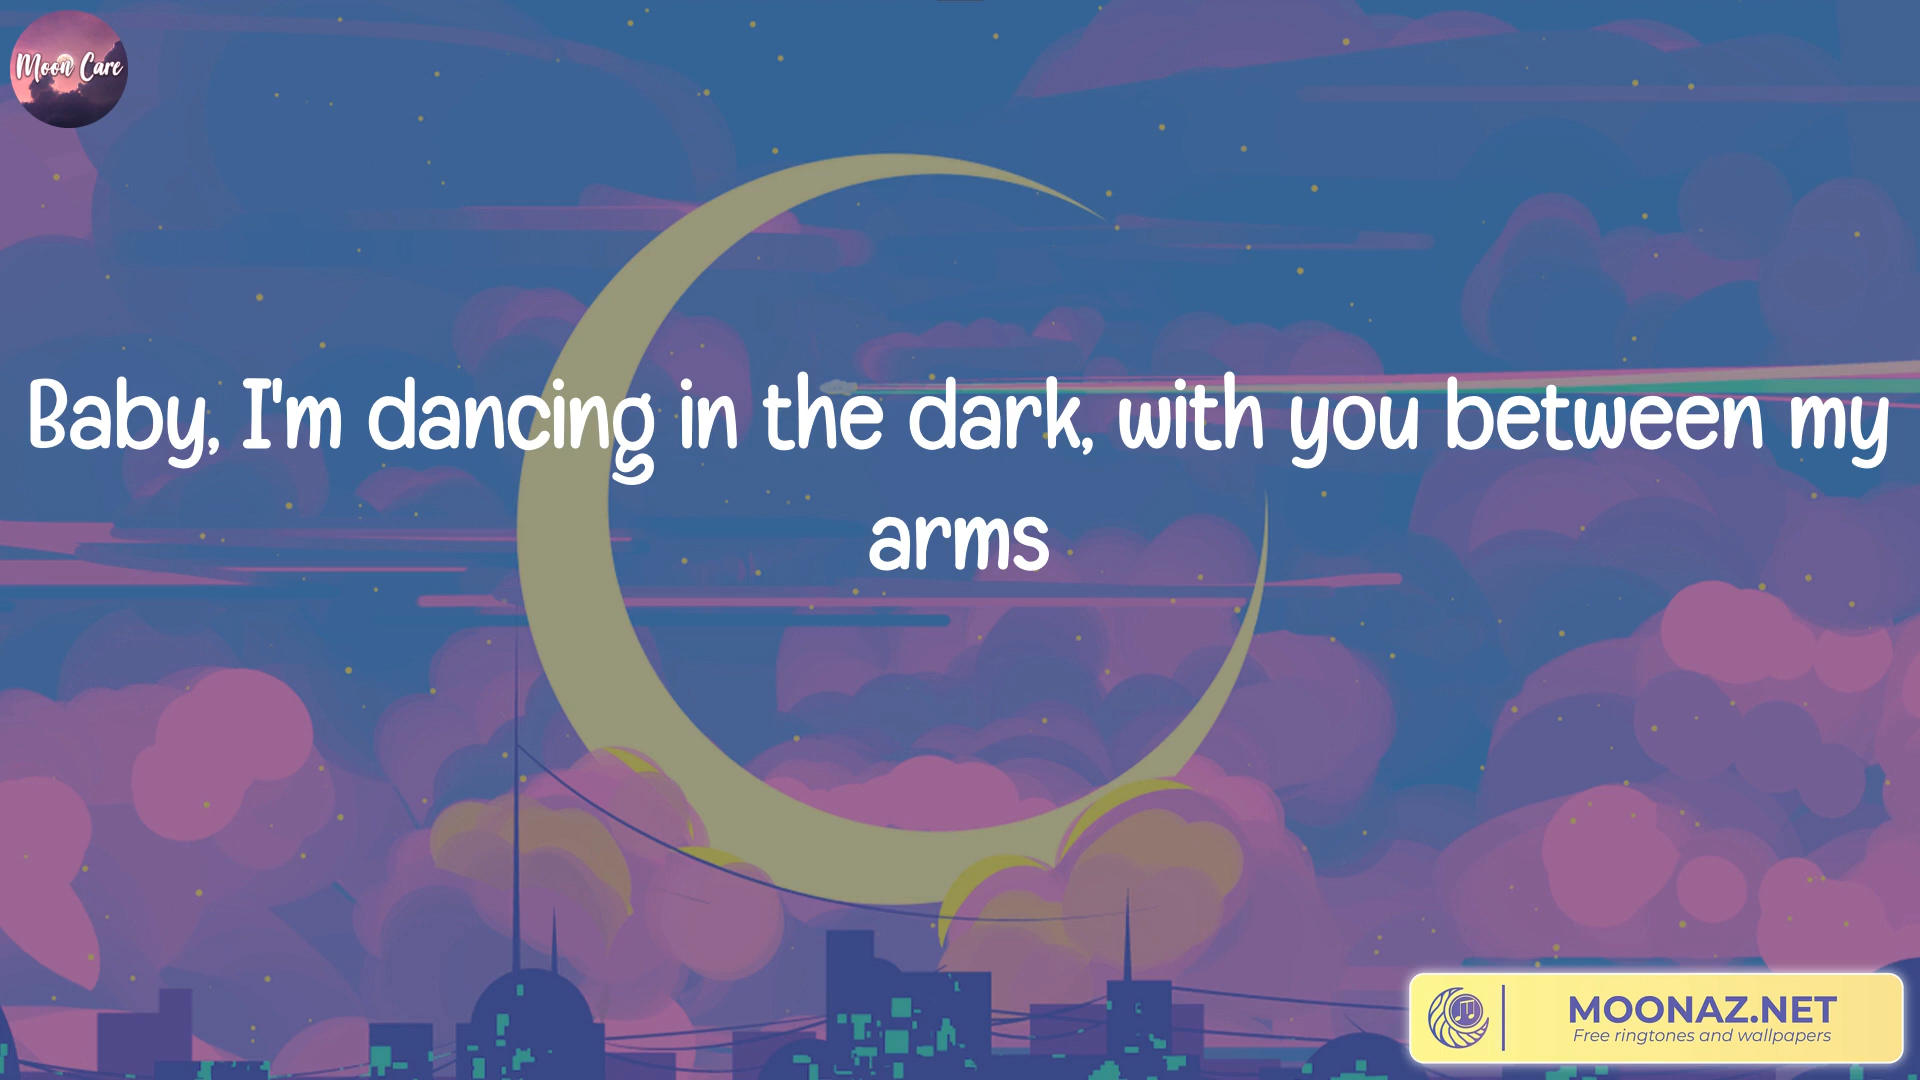 Moon Care
Baby, I'm dancing in the dark, with you between my
arms
MOONAZ.NET
Free ringtones and wallpapers